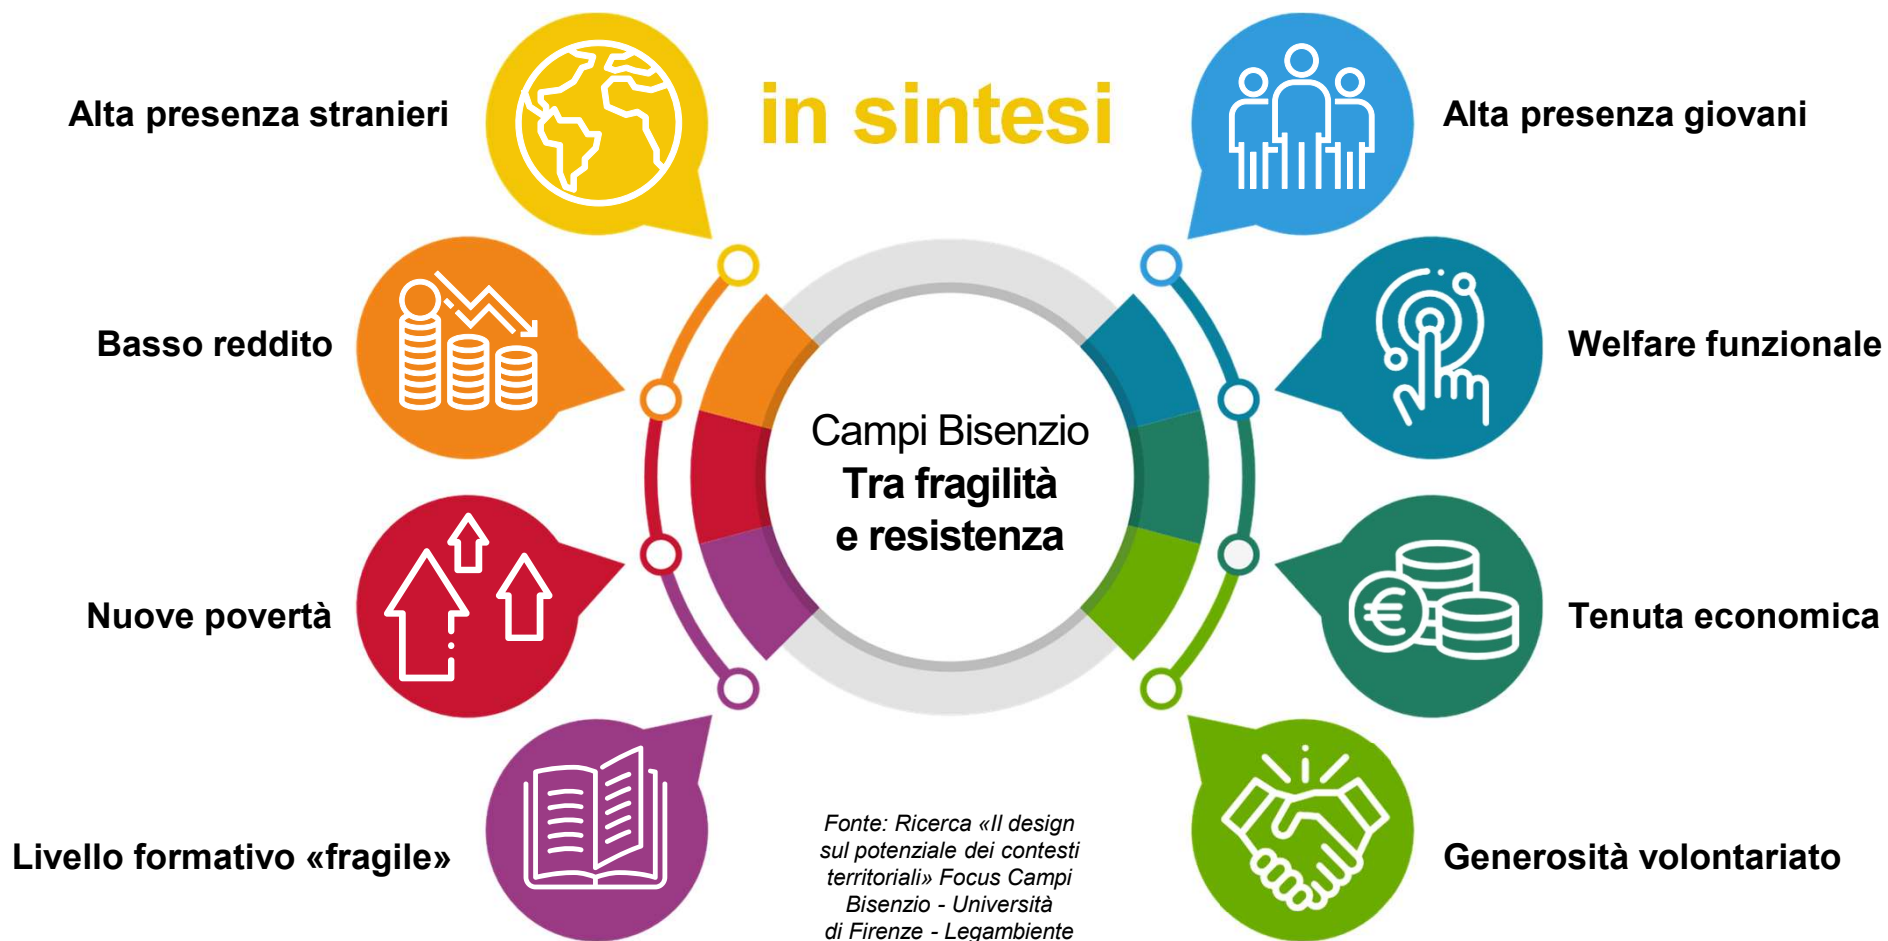 in sintesi
Alta presenza stranieri
Alta presenza giovani
Basso reddito
Welfare funzionale
Campi Bisenzio
Tra fragilità
e resistenza
Nuove povertà
Tenuta economica
Livello formativo «fragile»
Generosità volontariato
Fonte: Ricerca «Il design
sul potenziale dei contesti
territoriali» Focus Campi
Bisenzio - Università
di Firenze - Legambiente